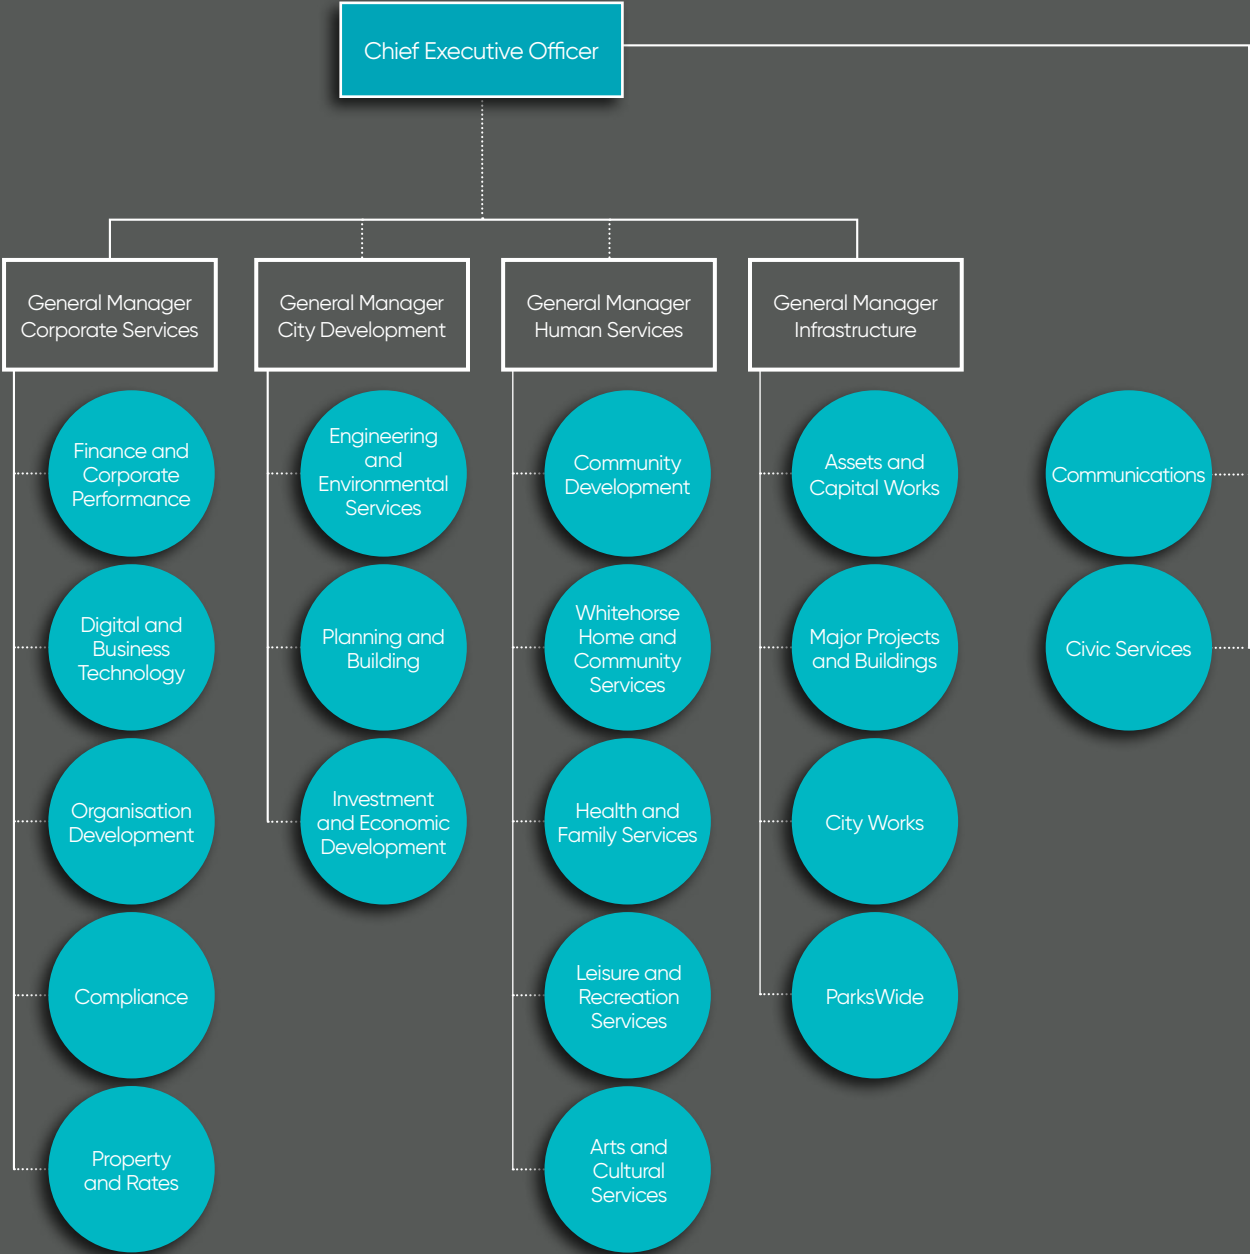 Chief Executive Officer
General Manager
Corporate Services
General Manager
City Development
General Manager
Human Services
General Manager
Infrastructure
Finance and
Corporate
Performance
Digital and
Business
Technology
Organisation
Development
Compliance
Property
and Rates
Engineering
and
Environmental
Services
Planning and
Building
Investment
and Economic
Development
Community
Development
Whitehorse
Home and
Community
Services
Health and
Family Services
Leisure and
Recreation
Services
Arts and
Cultural
Services
Assets and
Capital Works
Major Projects
and Buildings
City Works
ParksWide
Communications
Civic Services